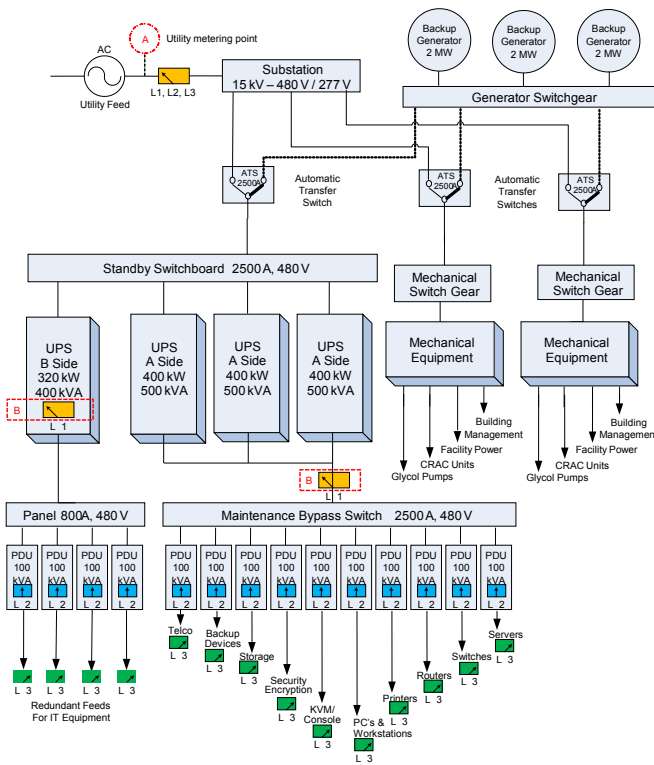 AC
A
Utility metering point
Utility Feed
L1, L2, L3
Substation
15 kV – 480 V / 277 V
Backup
Generator
2 MW
Backup
Generator
2 MW
Backup
Generator
2 MW
Generator Switchgear
ATS
2500A
Automatic
Transfer
Switch
ATS
2500A
Automatic
Transfer
Switches
ATS
2500A
Standby Switchboard 2500 A, 480 V
Mechanical
Switch Gear
Mechanical
Switch Gear
UPS
B Side
320 kW
400 kVA
B
L 1
UPS
A Side
400 kW
500 kVA
UPS
A Side
400 kW
500 kVA
UPS
A Side
400 kW
500 kVA
Mechanical
Equipment
Mechanical
Equipment
Building
Management
Facility Power
CRAC Units
Glycol Pumps
Building
Management
Facility Power
CRAC Units
Glycol Pumps
B
L 1
Panel 800A, 480 V
Maintenance Bypass Switch 2500 A, 480 V
PDU
100
kVA
L 2
PDU
100
kVA
L 2
PDU
100
kVA
L 2
PDU
100
kVA
L 2
PDU
100
kVA
L 2
PDU
100
kVA
L 2
PDU
100
kVA
L 2
PDU
100
kVA
L 2
PDU
100
kVA
L 2
PDU
100
kVA
L 2
PDU
100
kVA
L 2
PDU
100
kVA
L 2
PDU
100
kVA
L 2
PDU
100
kVA
L 2
L 3
L 3
L 3
L 3
Redundant Feeds
For IT Equipment
Telco
L 3
Backup
Devices
L 3
Storage
L 3
Security
Encryption
L 3
KVM/
Console
L 3
PC's &
Workstations
L 3
Printers
L 3
Routers
L 3
Switches
L 3
Servers
L 3